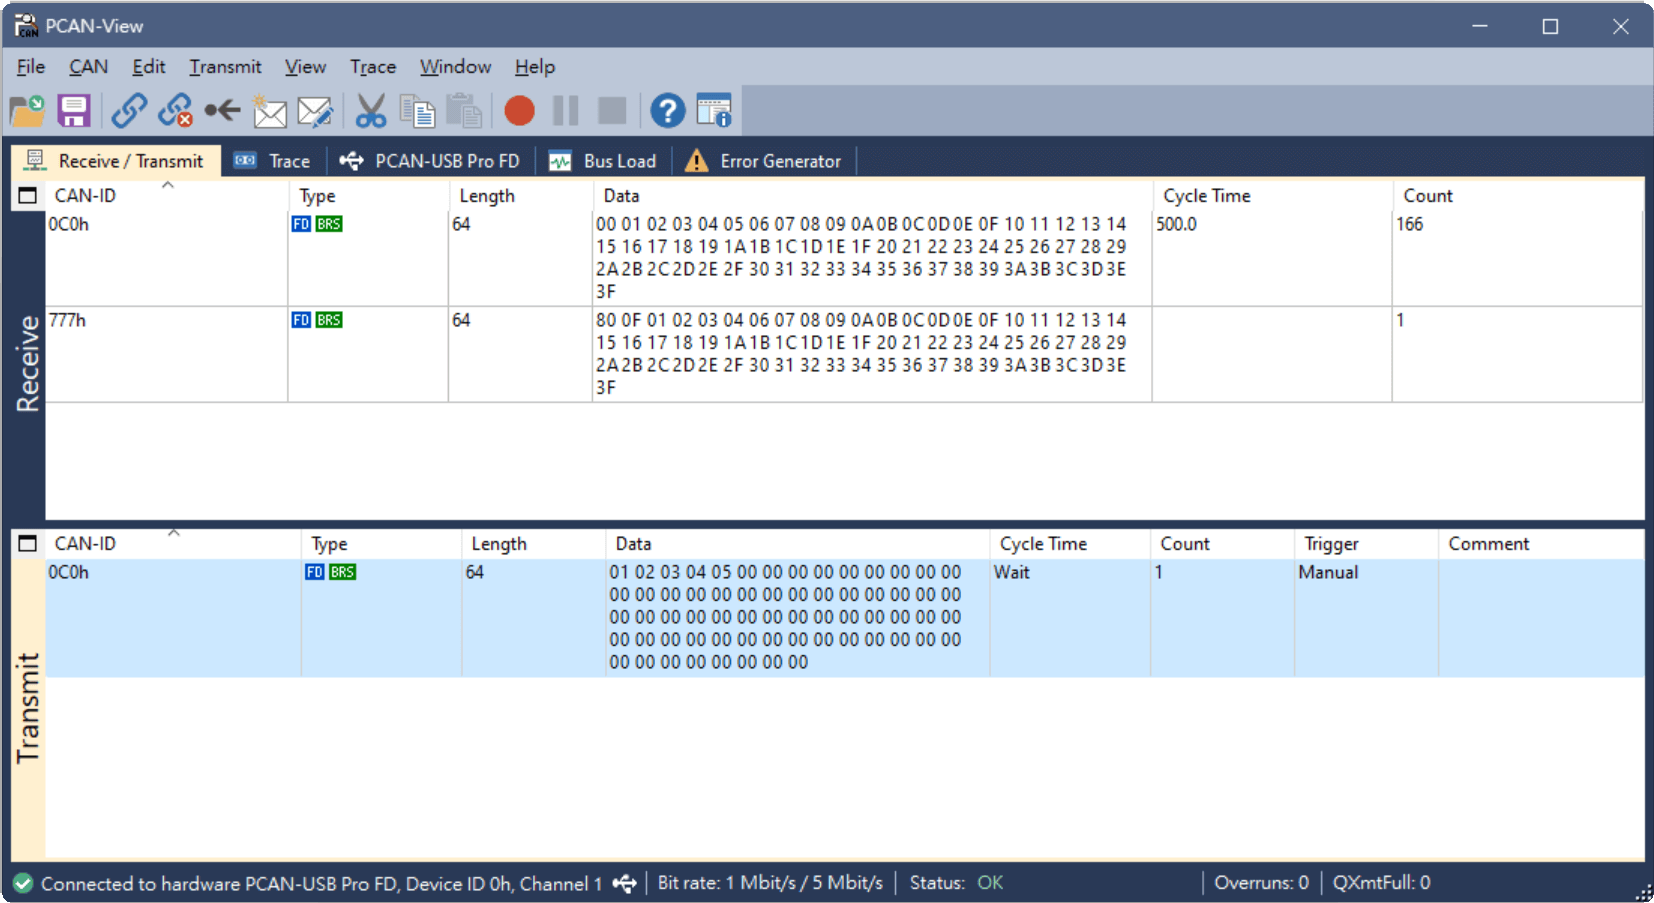 PCAN-View
File CAN Edit Transmit View Trace Window Help
Receive / Transmit Trace PCAN-USB Pro FD Bus Load Error Generator
Receive
CAN-ID Type Length Data Cycle Time Count
0C0h FD BRS 64 00 01 02 03 04 05 06 07 08 09 0A 0B 0C 0D 0E 0F 10 11 12 13 14 500.0 166
15 16 17 18 19 1A 1B 1C 1D 1E 1F 20 21 22 23 24 25 26 27 28 29
2A 2B 2C 2D 2E 2F 30 31 32 33 34 35 36 37 38 39 3A 3B 3C 3D 3E
3F
777h FD BRS 64 80 0F 01 02 03 04 06 07 08 09 0A 0B 0C 0D 0E 0F 10 11 12 13 14 1
15 16 17 18 19 1A 1B 1C 1D 1E 1F 20 21 22 23 24 25 26 27 28 29
2A 2B 2C 2D 2E 2F 30 31 32 33 34 35 36 37 38 39 3A 3B 3C 3D 3E
3F
Transmit
CAN-ID Type Length Data Cycle Time Count Trigger Comment
0C0h FD BRS 64 01 02 03 04 05 00 00 00 00 00 00 00 00 00 Wait 1 Manual
00 00 00 00 00 00 00 00 00 00 00 00 00 00
00 00 00 00 00 00 00 00 00 00 00 00 00 00
00 00 00 00 00 00 00 00 00 00 00 00 00 00
00 00 00 00 00 00 00 00
Connected to hardware PCAN-USB Pro FD, Device ID 0h, Channel 1 Bit rate: 1 Mbit/s / 5 Mbit/s Status: OK Overruns: 0 QXmtFull: 0